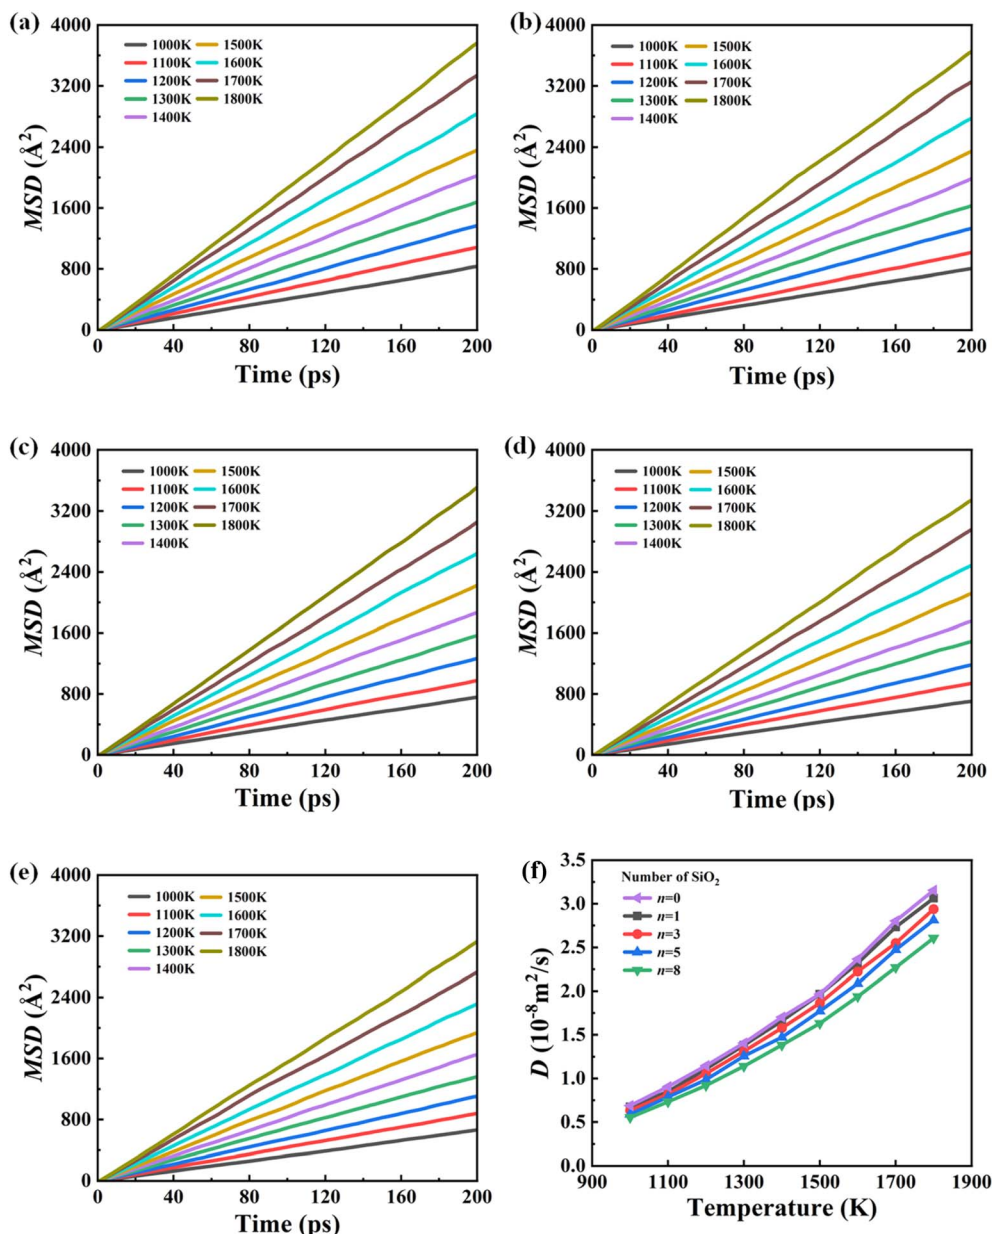 (a)
4000
3200
2400
1600
800
0
MSD (Å²)
1000K 1500K
1100K 1600K
1200K 1700K
1300K 1800K
1400K
0 40 80 120 160 200
Time (ps)
(b)
4000
3200
2400
1600
800
0
MSD (Å²)
1000K 1500K
1100K 1600K
1200K 1700K
1300K 1800K
1400K
0 40 80 120 160 200
Time (ps)
(c)
4000
3200
2400
1600
800
0
MSD (Å²)
1000K 1500K
1100K 1600K
1200K 1700K
1300K 1800K
1400K
0 40 80 120 160 200
Time (ps)
(d)
4000
3200
2400
1600
800
0
MSD (Å²)
1000K 1500K
1100K 1600K
1200K 1700K
1300K 1800K
1400K
0 40 80 120 160 200
Time (ps)
(e)
4000
3200
2400
1600
800
0
MSD (Å²)
1000K 1500K
1100K 1600K
1200K 1700K
1300K 1800K
1400K
0 40 80 120 160 200
Time (ps)
(f)
3.5
3.0
2.5
2.0
1.5
1.0
0.5
0.0
D (10⁻⁸m²/s)
Number of SiO₂
n=0
n=1
n=3
n=5
n=8
900 1100 1300 1500 1700 1900
Temperature (K)